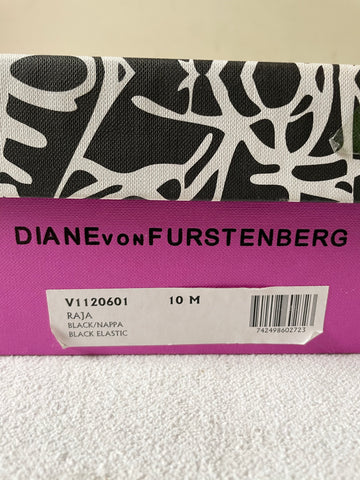 DIANEvonFURSTENBERG
V1120601 10 M
RAJA
BLACK/NAPPA
BLACK ELASTIC
742498602723